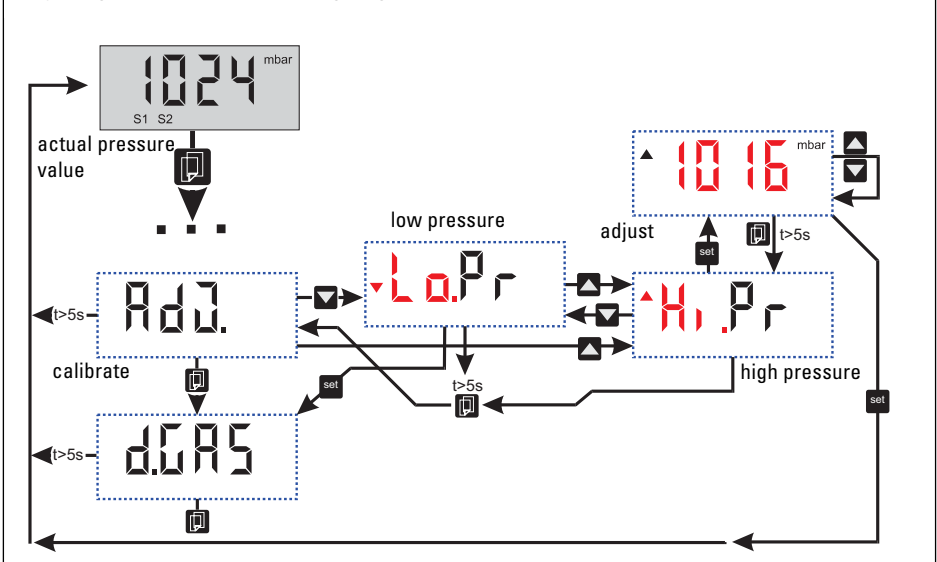 1024 mbar
S1 S2
actual pressure
value
...
1016 mbar
adjust
set
t>5s
low pressure
Lo.Pr
Hi.Pr
high pressure
AdJ.
t>5s
calibrate
set
t>5s
set
d.GAS
t>5s